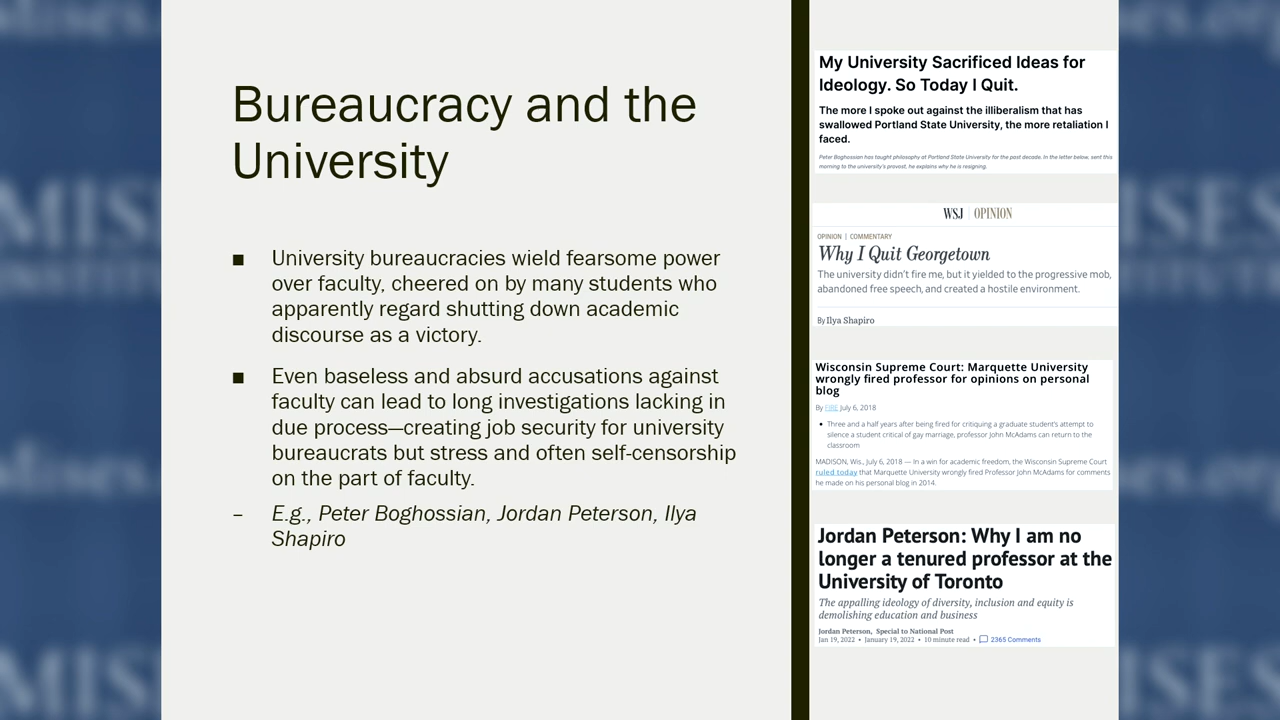 Bureaucracy and the
University
■ University bureaucracies wield fearsome power
over faculty, cheered on by many students who
apparently regard shutting down academic
discourse as a victory.
■ Even baseless and absurd accusations against
faculty can lead to long investigations lacking in
due process—creating job security for university
bureaucrats but stress and often self-censorship
on the part of faculty.
– E.g., Peter Boghossian, Jordan Peterson, Ilya
Shapiro
My University Sacrificed Ideas for
Ideology. So Today I Quit.
The more I spoke out against the illiberalism that has
swallowed Portland State University, the more retaliation I
faced.
Peter Boghossian has taught philosophy at Portland State University for the past decade. In the letter below, sent this
morning to the university's provost, he explains why he is resigning.
WSJ | OPINION
OPINION | COMMENTARY
Why I Quit Georgetown
The university didn't fire me, but it yielded to the progressive mob,
abandoned free speech, and created a hostile environment.
By Ilya Shapiro
Wisconsin Supreme Court: Marquette University
wrongly fired professor for opinions on personal
blog
By FIRE July 6, 2018
• Three and a half years after being fired for critiquing a graduate student's attempt to
silence a student critical of gay marriage, professor John McAdams can return to the
classroom
MADISON, Wis., July 6, 2018 — In a win for academic freedom, the Wisconsin Supreme Court
ruled today that Marquette University wrongly fired Professor John McAdams for comments
he made on his personal blog in 2014.
Jordan Peterson: Why I am no
longer a tenured professor at the
University of Toronto
The appalling ideology of diversity, inclusion and equity is
demolishing education and business
Jordan Peterson, Special to National Post
Jan 19, 2022 • January 19, 2022 • 10 minute read • 2365 Comments